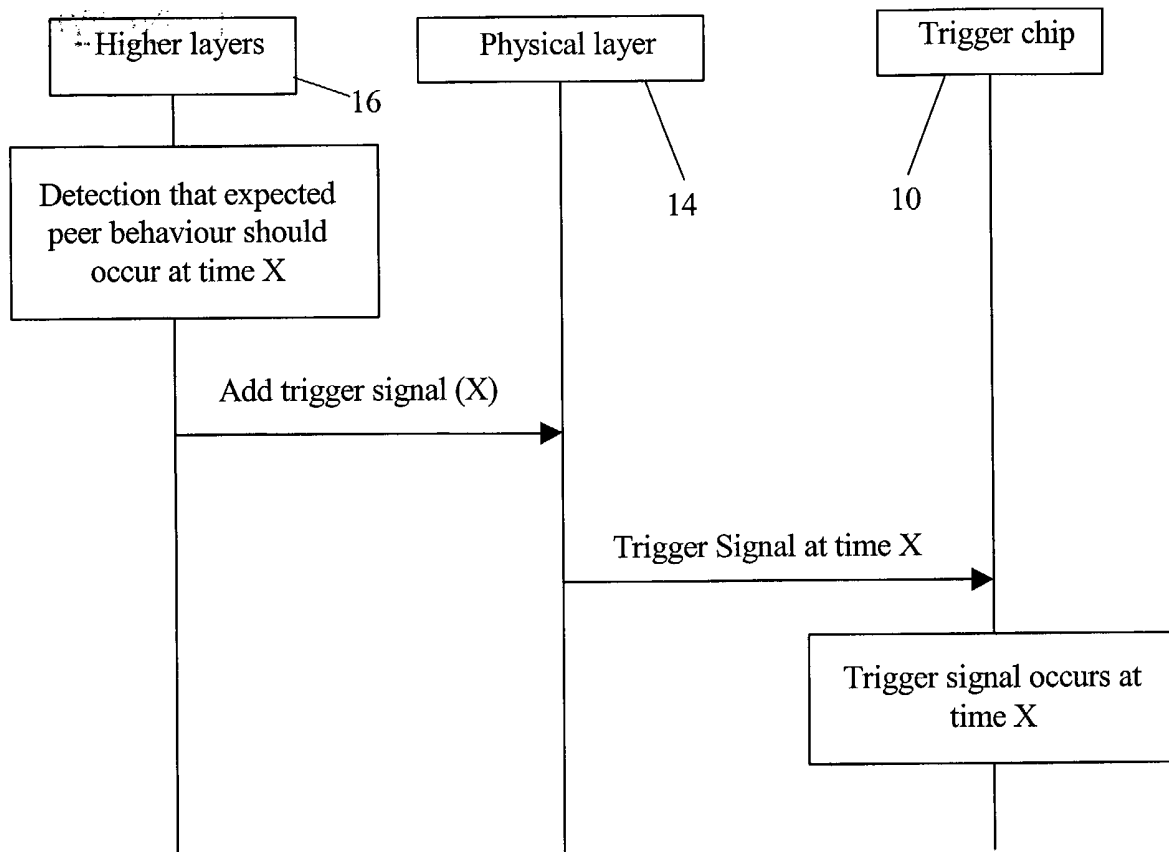 Higher layers
Physical layer
Trigger chip
16
14
10
Detection that expected
peer behaviour should
occur at time X
Add trigger signal (X)
Trigger Signal at time X
Trigger signal occurs at
time X